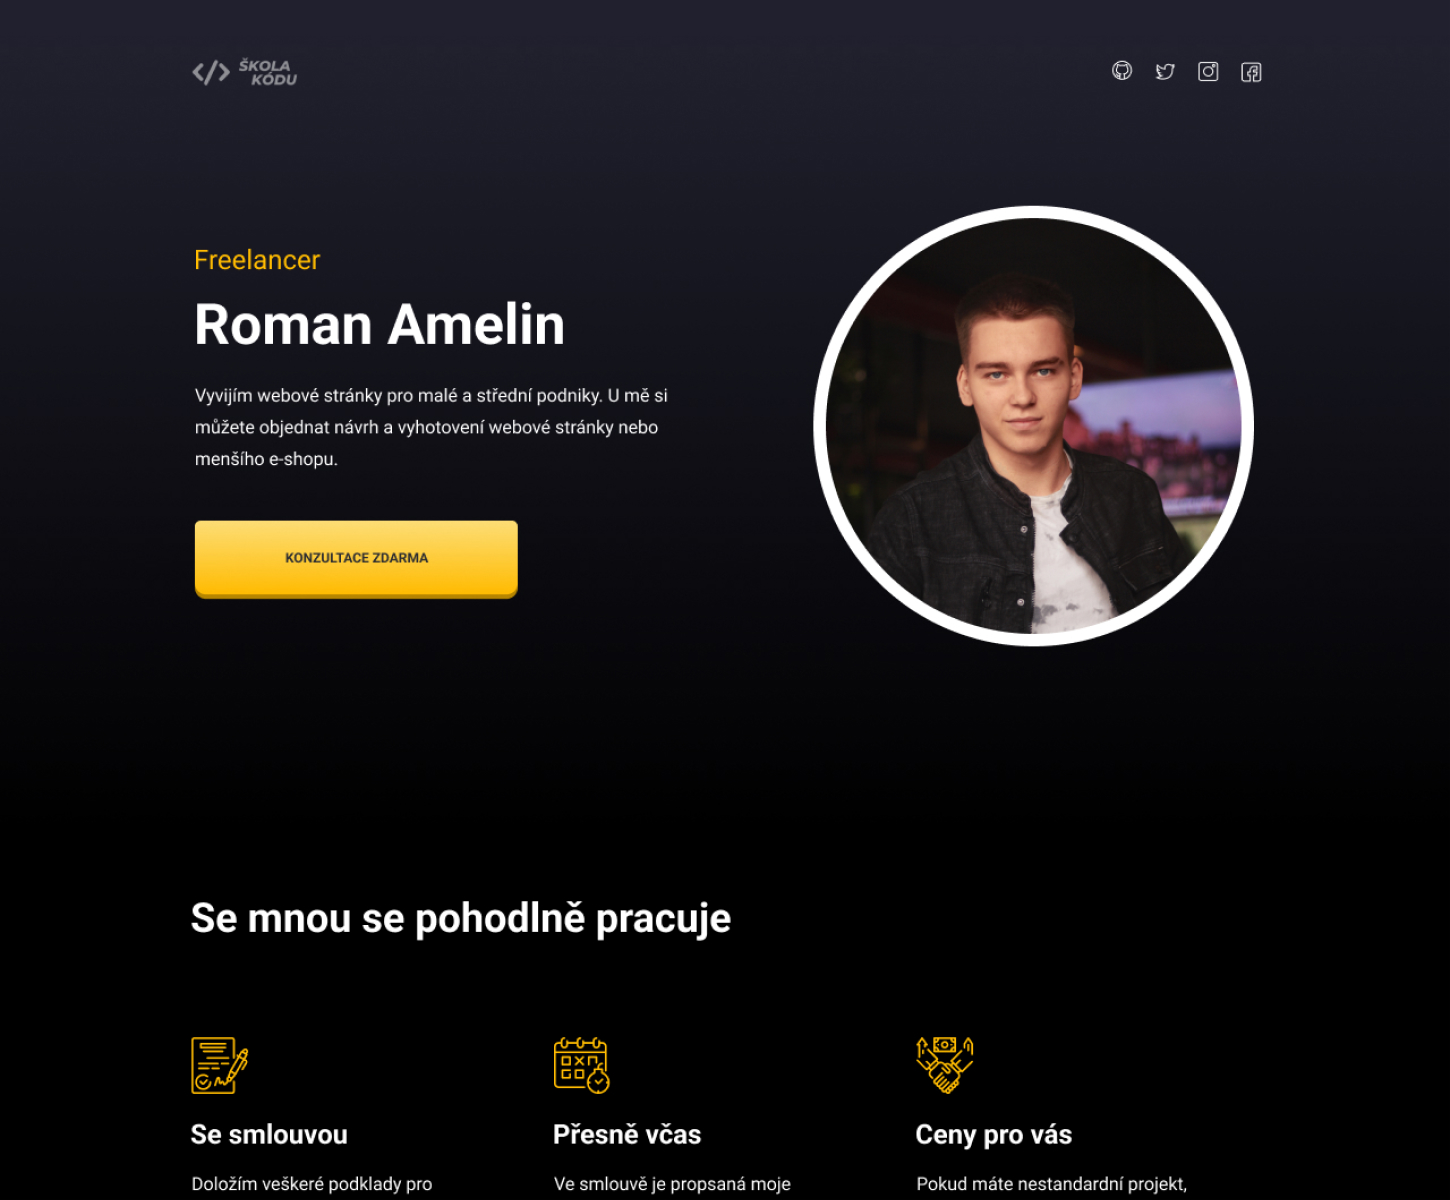 ŠKOLA
KÓDU
Freelancer
Roman Amelin
Vyvijím webové stránky pro malé a střední podniky. U mě si
můžete objednat návrh a vyhotovení webové stránky nebo
menšího e-shopu.
KONZULTACE ZDARMA
Se mnou se pohodlně pracuje
Se smlouvou
Doložím veškeré podklady pro
Přesně včas
Ve smlouvě je propsaná moje
Ceny pro vás
Pokud máte nestandardní projekt,